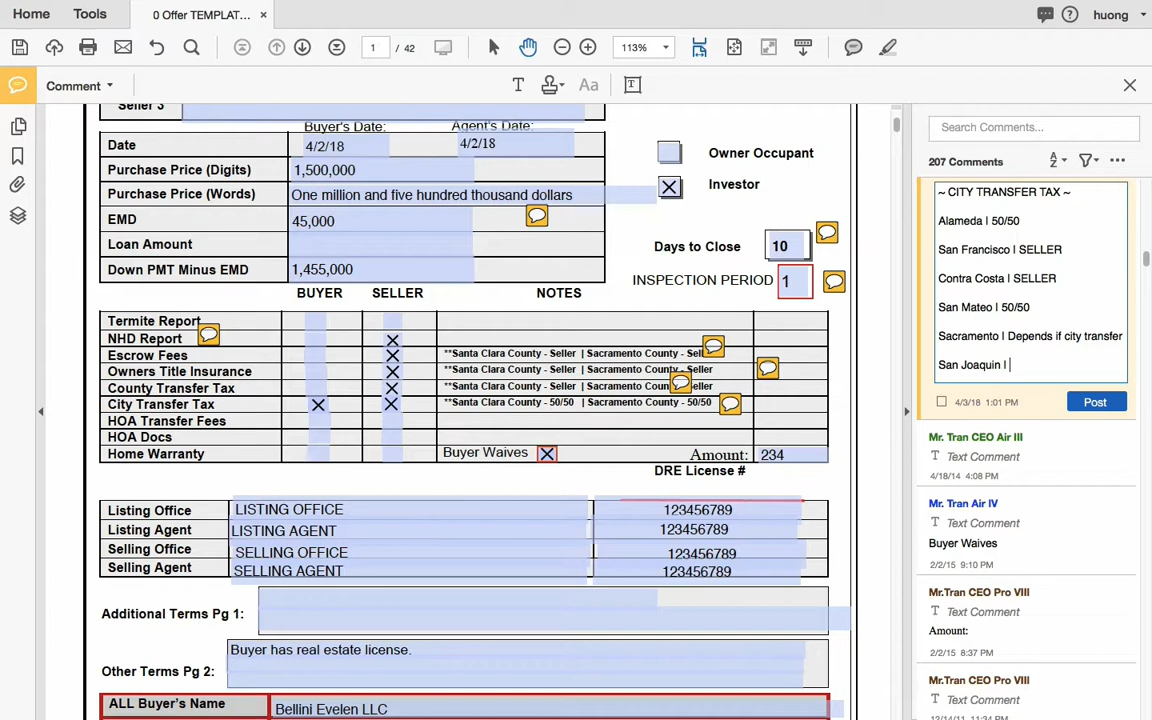 Home
Tools
0 Offer TEMPLAT... ×
huong
1 / 42
113%
Comment
Aa
Seller 3
Buyer's Date:
Agent's Date:
Date
4/2/18
4/2/18
Owner Occupant
Purchase Price (Digits)
1,500,000
Investor
Purchase Price (Words)
One million and five hundred thousand dollars
EMD
45,000
Loan Amount
Days to Close
10
Down PMT Minus EMD
1,455,000
INSPECTION PERIOD
1
BUYER
SELLER
NOTES
Termite Report
NHD Report
Escrow Fees
**Santa Clara County - Seller | Sacramento County -
Owners Title Insurance
**Santa Clara County - Seller | Sacramento County - Seller
County Transfer Tax
**Santa Clara County - Seller | Sacramento
City Transfer Tax
**Santa Clara County - 50/50 | Sacramento County - 50/50
HOA Transfer Fees
HOA Docs
Home Warranty
Buyer Waives
Amount:
234
DRE License #
Listing Office
LISTING OFFICE
123456789
Listing Agent
LISTING AGENT
123456789
Selling Office
SELLING OFFICE
123456789
Selling Agent
SELLING AGENT
123456789
Additional Terms Pg 1:
Other Terms Pg 2:
Buyer has real estate license.
ALL Buyer's Name
Bellini Evelen LLC
Search Comments...
207 Comments
~ CITY TRANSFER TAX ~
Alameda | 50/50
San Francisco | SELLER
Contra Costa | SELLER
San Mateo | 50/50
Sacramento | Depends if city transfer
San Joaquin |
4/3/18 1:01 PM
Post
Mr. Tran CEO Air III
Text Comment
4/18/14 4:08 PM
Mr. Tran Air IV
Text Comment
Buyer Waives
2/2/15 9:10 PM
Mr.Tran CEO Pro VIII
Text Comment
Amount:
2/2/15 8:37 PM
Mr.Tran CEO Pro VIII
Text Comment